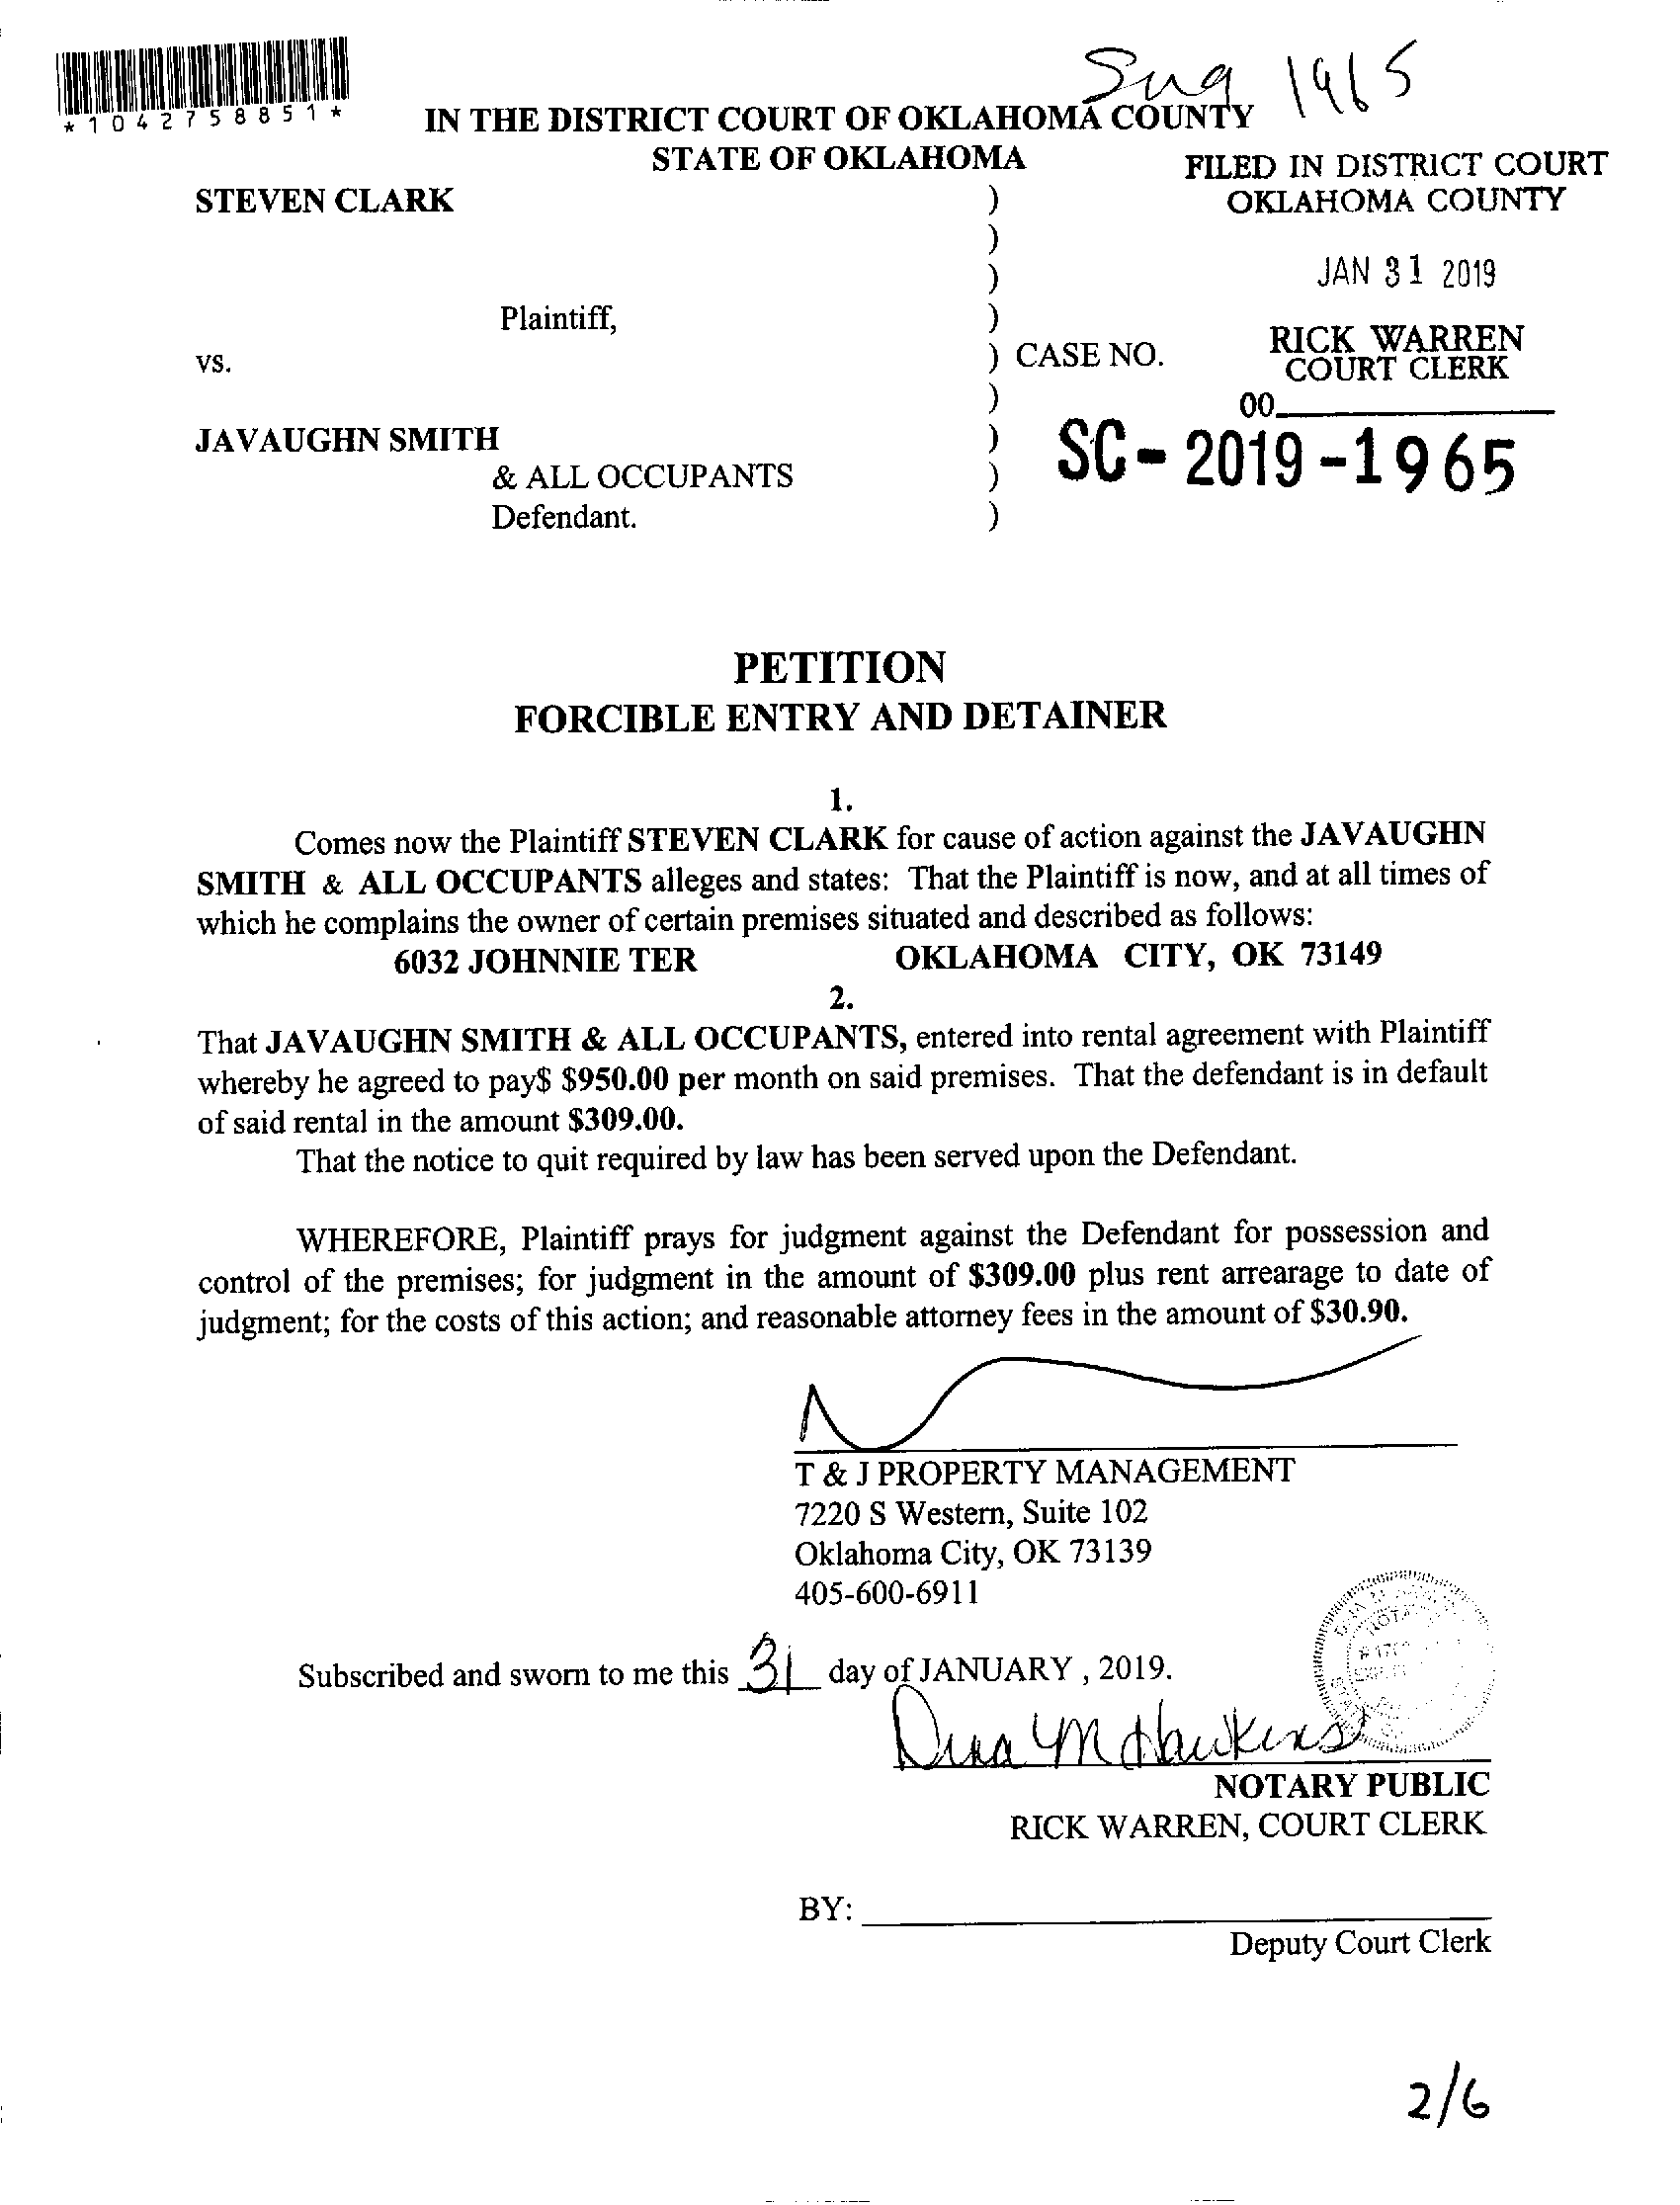 *1042758851*
IN THE DISTRICT COURT OF OKLAHOMA COUNTY
STATE OF OKLAHOMA
FILED IN DISTRICT COURT
OKLAHOMA COUNTY
JAN 31 2019
RICK WARREN
COURT CLERK
00
STEVEN CLARK )
)
)
Plaintiff, )
vs. ) CASE NO.
)
JAVAUGHN SMITH )
& ALL OCCUPANTS )
Defendant. )
SC-2019-1965
PETITION
FORCIBLE ENTRY AND DETAINER
1.
Comes now the Plaintiff STEVEN CLARK for cause of action against the JAVAUGHN
SMITH & ALL OCCUPANTS alleges and states: That the Plaintiff is now, and at all times of
which he complains the owner of certain premises situated and described as follows:
6032 JOHNNIE TER OKLAHOMA CITY, OK 73149
2.
That JAVAUGHN SMITH & ALL OCCUPANTS, entered into rental agreement with Plaintiff
whereby he agreed to pay$ $950.00 per month on said premises. That the defendant is in default
of said rental in the amount $309.00.
That the notice to quit required by law has been served upon the Defendant.
WHEREFORE, Plaintiff prays for judgment against the Defendant for possession and
control of the premises; for judgment in the amount of $309.00 plus rent arrearage to date of
judgment; for the costs of this action; and reasonable attorney fees in the amount of $30.90.
T & J PROPERTY MANAGEMENT
7220 S Western, Suite 102
Oklahoma City, OK 73139
405-600-6911
Subscribed and sworn to me this 31 day of JANUARY , 2019.
M Hawkins
NOTARY PUBLIC
RICK WARREN, COURT CLERK
BY:
Deputy Court Clerk
2/6